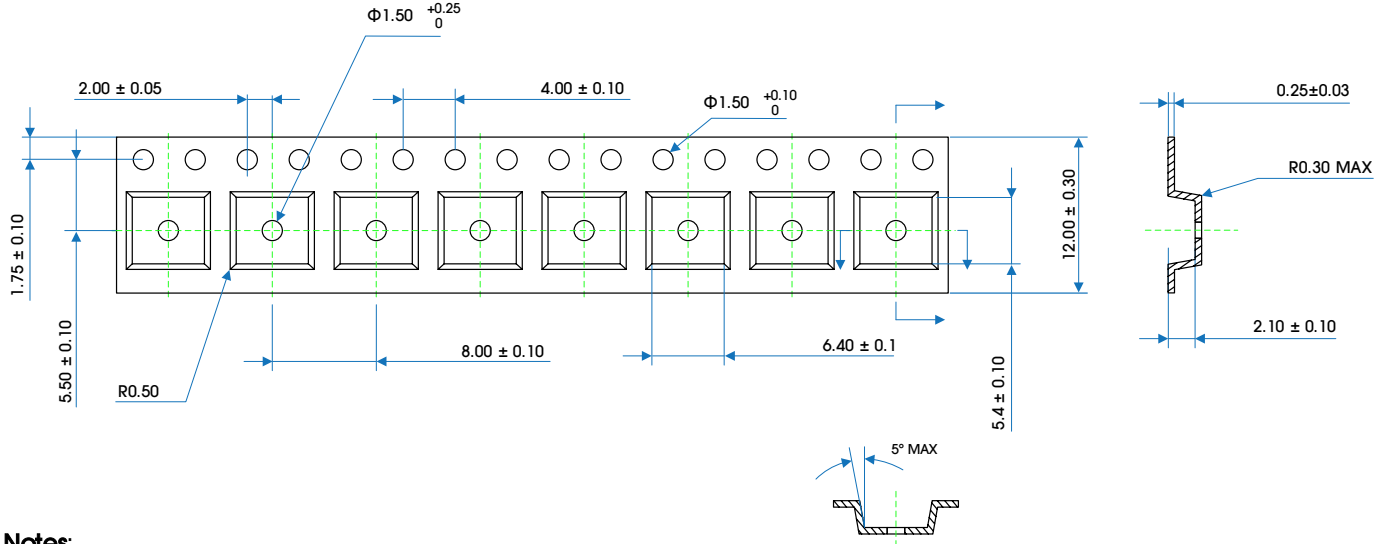 Φ1.50 +0.25
0
2.00 ± 0.05
4.00 ± 0.10
Φ1.50 +0.10
0
0.25±0.03
R0.30 MAX
1.75 ± 0.10
12.00 ± 0.30
5.50 ± 0.10
8.00 ± 0.10
6.40 ± 0.1
2.10 ± 0.10
R0.50
5.4 ± 0.10
5° MAX
Notes: